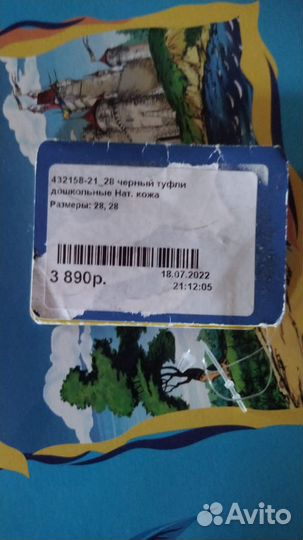 432158-21_28 черный туфли
дошкольные Нат. кожа
Размеры: 28, 28
3 890р.
18.07.2022
21:12:05
Avito